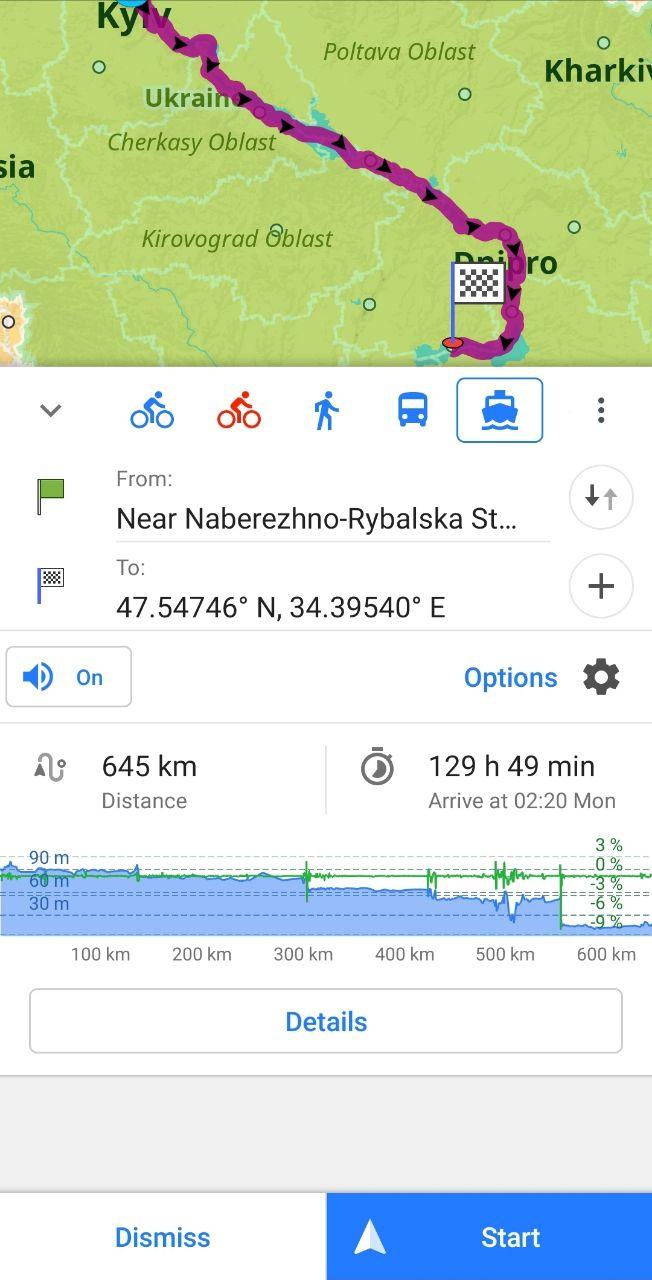 Kyiv
Poltava Oblast
Kharkiv
Ukraine
Cherkasy Oblast
sia
Kirovograd Oblast
Dnipro
From:
Near Naberezhno-Rybalska St...
To:
47.54746° N, 34.39540° E
On
Options
645 km
129 h 49 min
Distance
Arrive at 02:20 Mon
90 m
60 m
30 m
3 %
0 %
-3 %
-6 %
-9 %
100 km 200 km 300 km 400 km 500 km 600 km
Details
Dismiss
Start